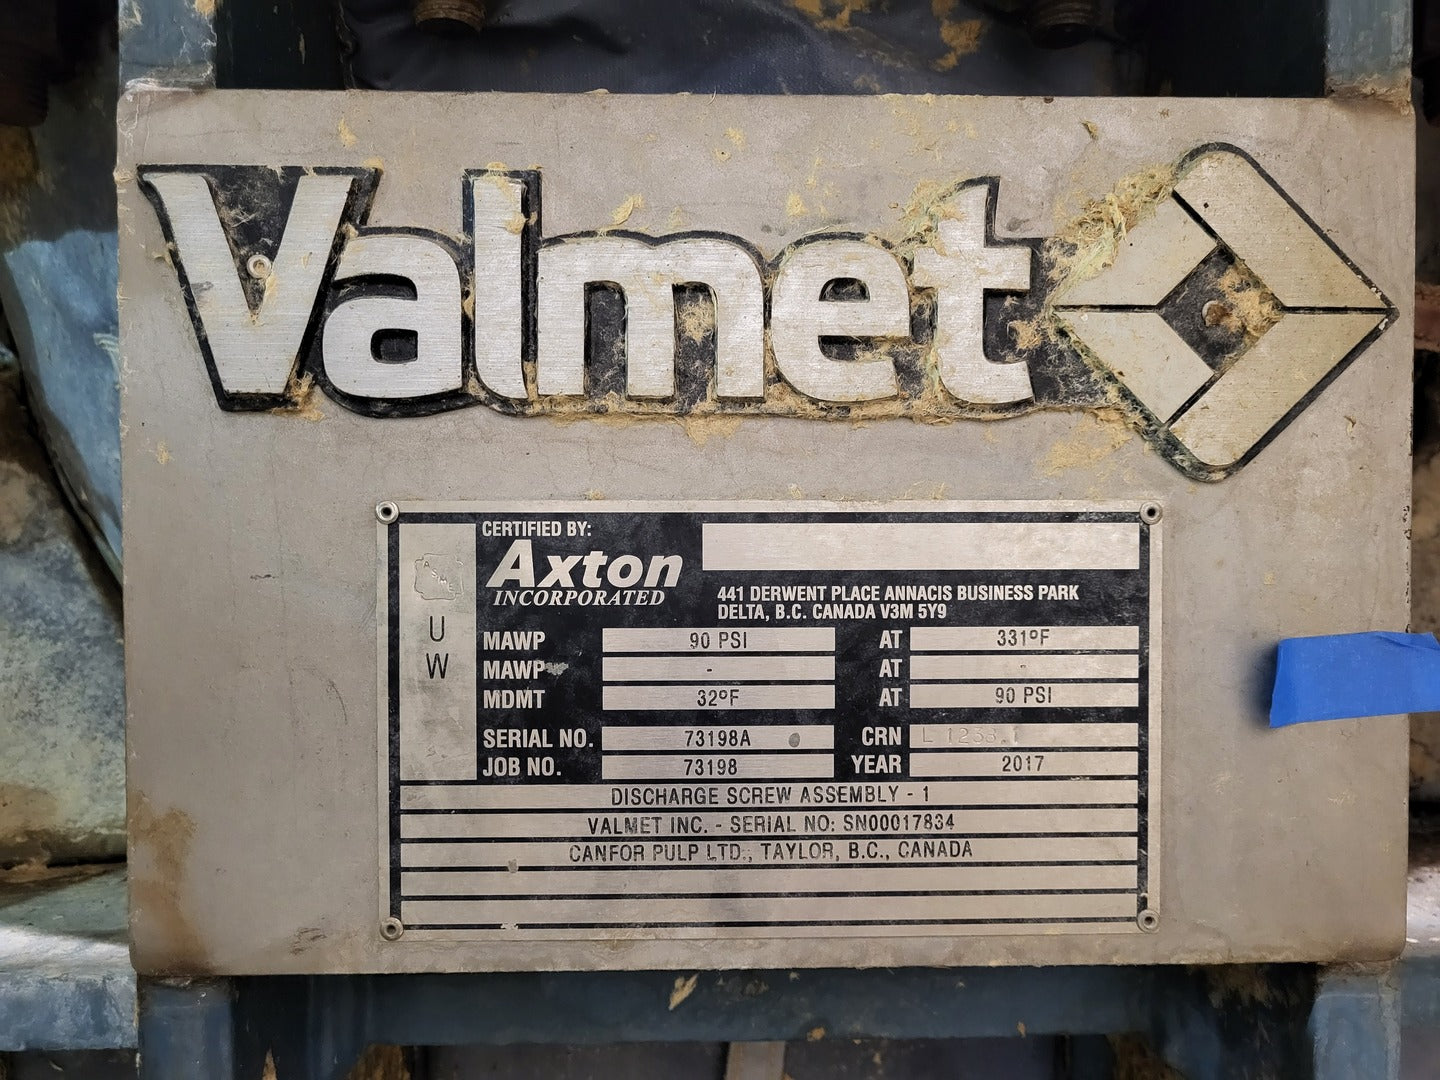 Valmet
CERTIFIED BY:
Axton
INCORPORATED
441 DERWENT PLACE ANNACIS BUSINESS PARK
DELTA, B.C. CANADA V3M 5Y9
U
W
MAWP 90 PSI AT 331ºF
MAWP - AT -
MDMT 32ºF AT 90 PSI
SERIAL NO. 73198A CRN
JOB NO. 73198 YEAR 2017
DISCHARGE SCREW ASSEMBLY - 1
VALMET INC. - SERIAL NO: SN00017834
CANFOR PULP LTD., TAYLOR, B.C., CANADA